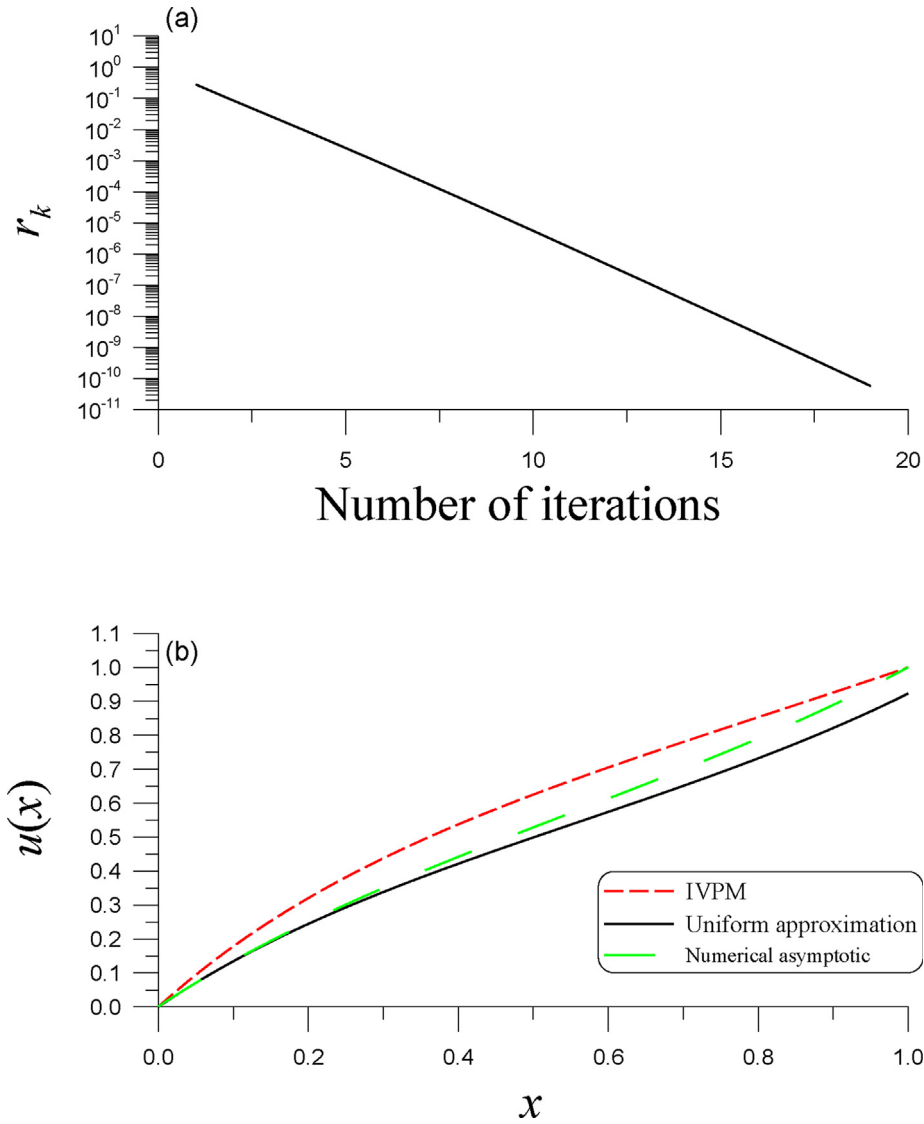 (a)
10^1
10^0
10^-1
10^-2
10^-3
10^-4
10^-5
10^-6
10^-7
10^-8
10^-9
10^-10
10^-11
r_k
0 5 10 15 20
Number of iterations
(b)
1.1
1.0
0.9
0.8
0.7
0.6
0.5
0.4
0.3
0.2
0.1
0.0
u(x)
IVPM
Uniform approximation
Numerical asymptotic
0.0 0.2 0.4 0.6 0.8 1.0
x